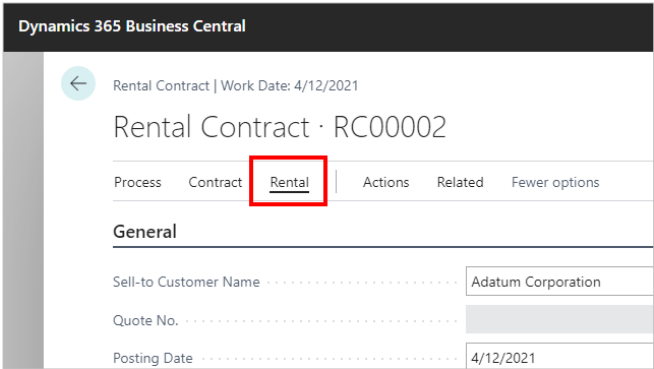 Dynamics 365 Business Central
Rental Contract | Work Date: 4/12/2021
Rental Contract · RC00002
Process Contract Rental Actions Related Fewer options
General
Sell-to Customer Name Adatum Corporation
Quote No.
Posting Date 4/12/2021